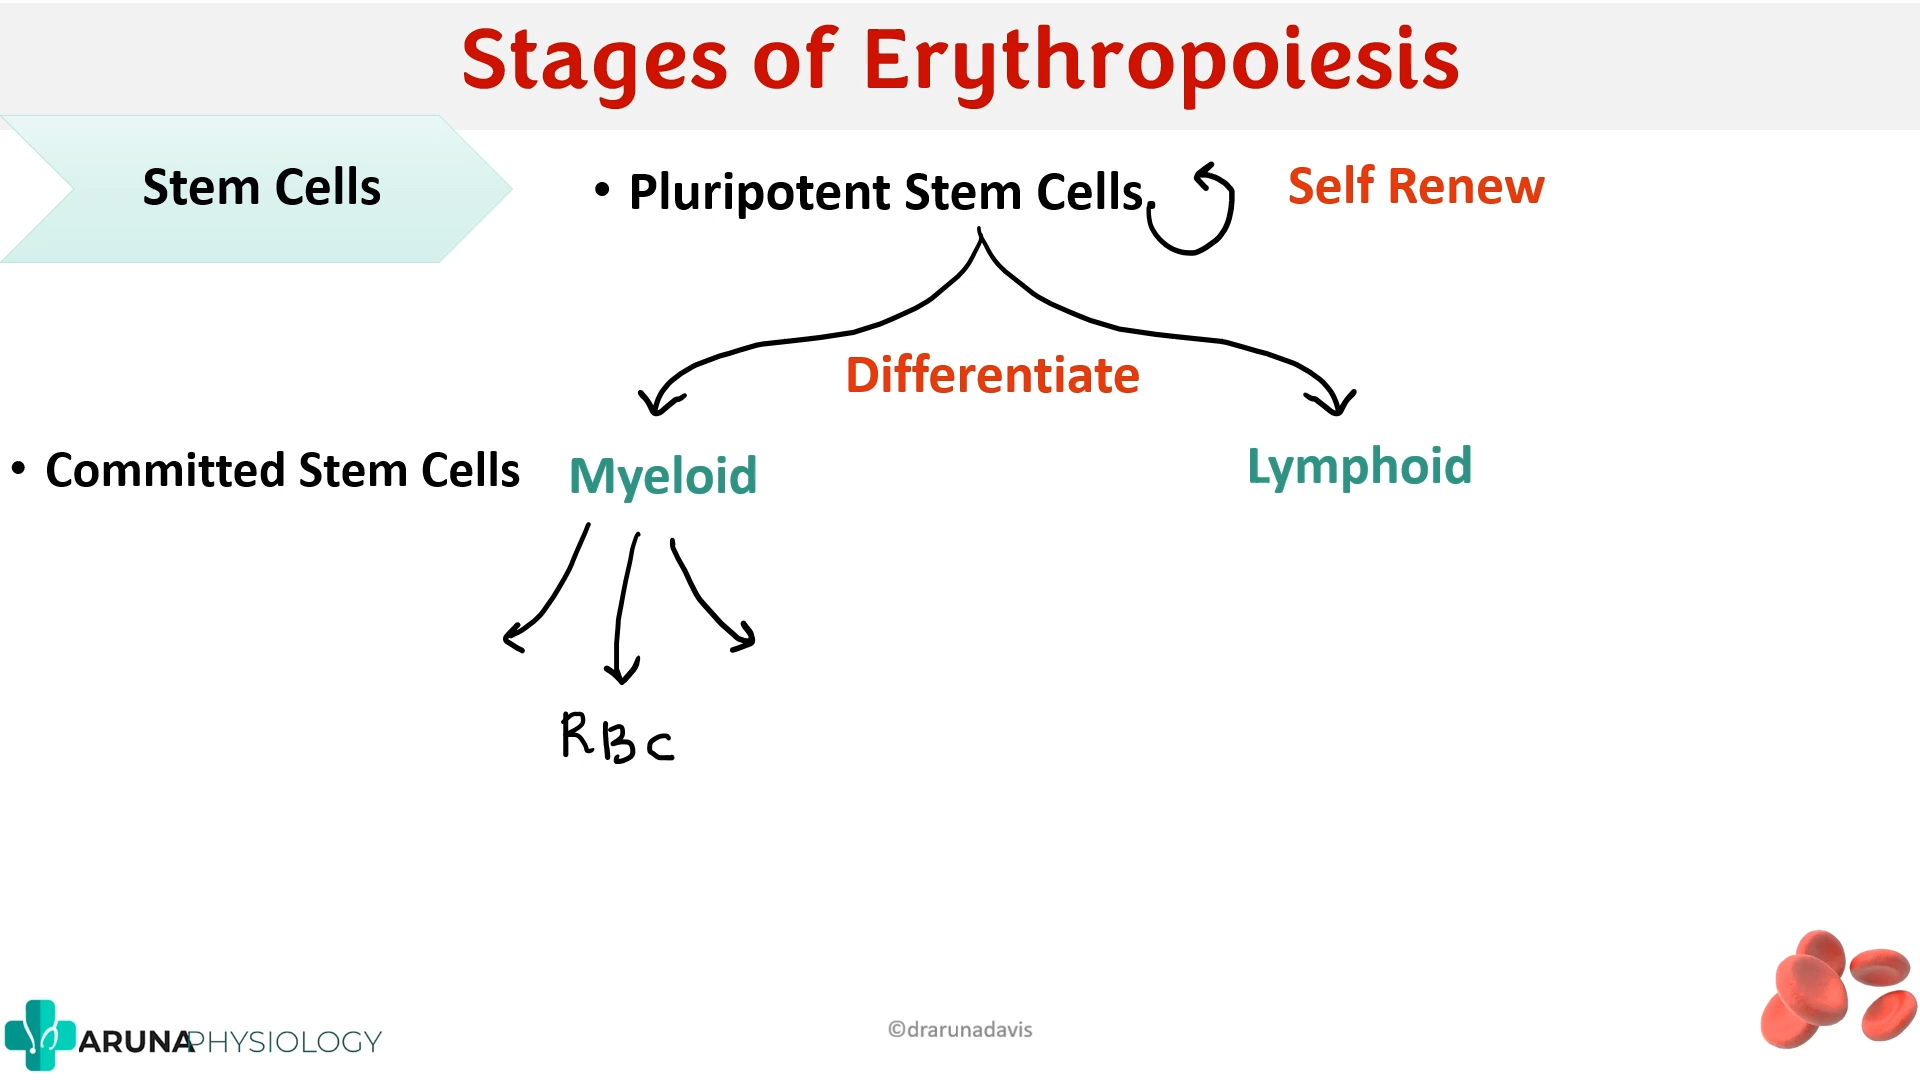 Stages of Erythropoiesis
Stem Cells
• Pluripotent Stem Cells.
Self Renew
Differentiate
• Committed Stem Cells
Myeloid
Lymphoid
RBC
ARUNAPHYSIOLOGY
©drarunadavis